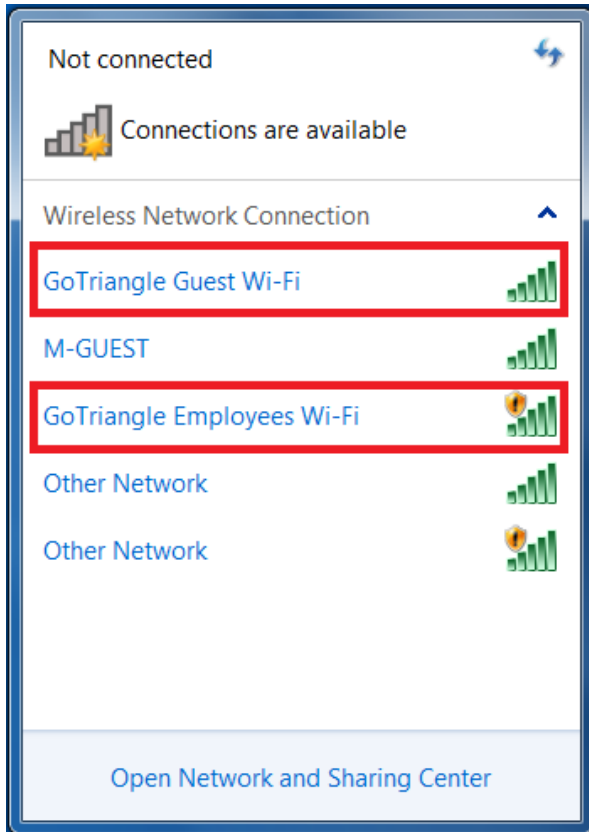 Not connected
Connections are available
Wireless Network Connection
GoTriangle Guest Wi-Fi
M-GUEST
GoTriangle Employees Wi-Fi
Other Network
Other Network
Open Network and Sharing Center